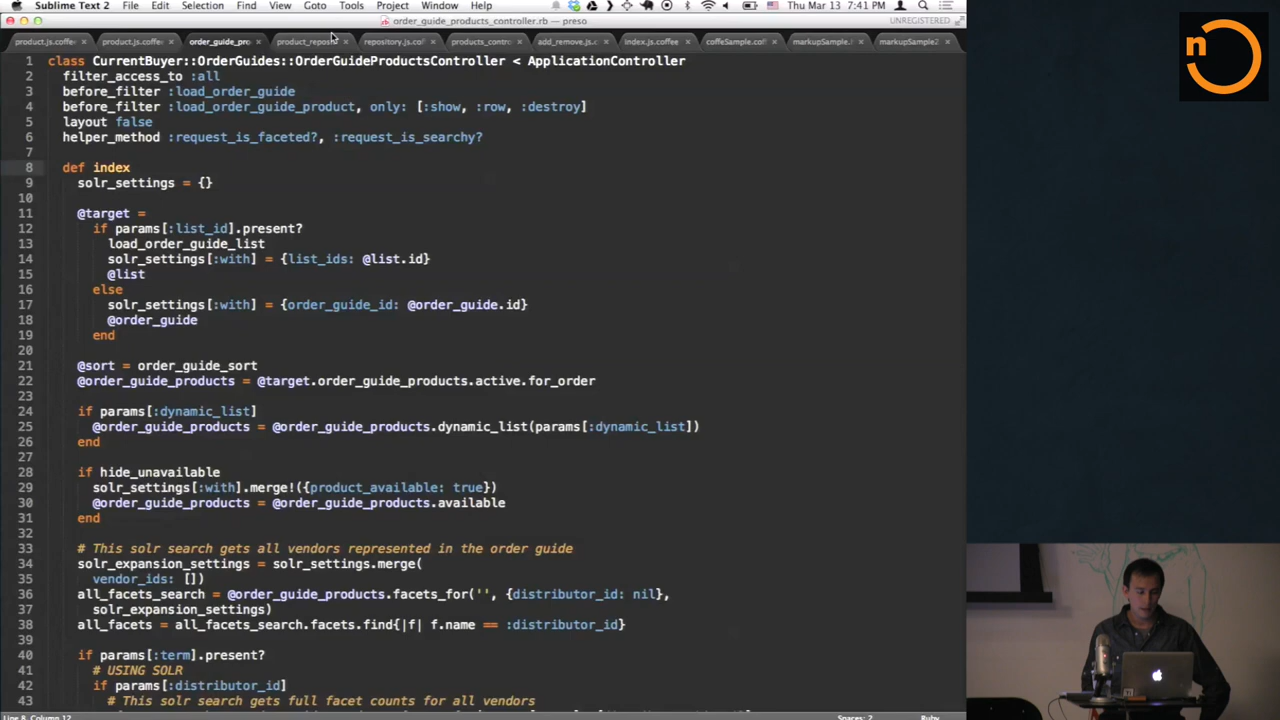 Sublime Text 2 File Edit Selection Find View Goto Tools Project Window Help Thu Mar 13 7:41 PM
order_guide_products_controller.rb — preso UNREGISTERED
product.js.coffee product.js.coffee order_guide_pro product_reposit repository.js.cof products_contro add_remove.js.c index.js.coffee coffeSample.cof markupSample. markupSample2
1 class CurrentBuyer::OrderGuides::OrderGuideProductsController < ApplicationController
2 filter_access_to :all
3 before_filter :load_order_guide
4 before_filter :load_order_guide_product, only: [:show, :row, :destroy]
5 layout false
6 helper_method :request_is_faceted?, :request_is_searchy?
7
8 def index
9 solr_settings = {}
10
11 @target =
12 if params[:list_id].present?
13 load_order_guide_list
14 solr_settings[:with] = {list_ids: @list.id}
15 @list
16 else
17 solr_settings[:with] = {order_guide_id: @order_guide.id}
18 @order_guide
19 end
20
21 @sort = order_guide_sort
22 @order_guide_products = @target.order_guide_products.active.for_order
23
24 if params[:dynamic_list]
25 @order_guide_products = @order_guide_products.dynamic_list(params[:dynamic_list])
26 end
27
28 if hide_unavailable
29 solr_settings[:with].merge!({product_available: true})
30 @order_guide_products = @order_guide_products.available
31 end
32
33 # This solr search gets all vendors represented in the order guide
34 solr_expansion_settings = solr_settings.merge(
35 vendor_ids: [])
36 all_facets_search = @order_guide_products.facets_for('', {distributor_id: nil},
37 solr_expansion_settings)
38 all_facets = all_facets_search.facets.find{|f| f.name == :distributor_id}
39
40 if params[:term].present?
41 # USING SOLR
42 if params[:distributor_id]
43 # This solr search gets full facet counts for all vendors
Line 8, Column 12 Spaces: 2 Ruby
n